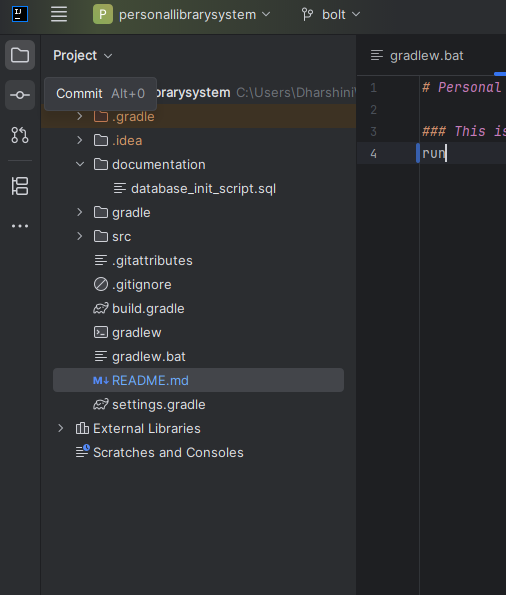 IJ
P personallibrarysystem bolt
Project gradlew.bat
Commit Alt+0
brarysystem C:\Users\Dharshini\
.gradle
.idea
documentation
database_init_script.sql
gradle
src
.gitattributes
.gitignore
build.gradle
gradlew
gradlew.bat
M↓ README.md
settings.gradle
External Libraries
Scratches and Consoles
1 # Personal
2
3 ### This is
4 run